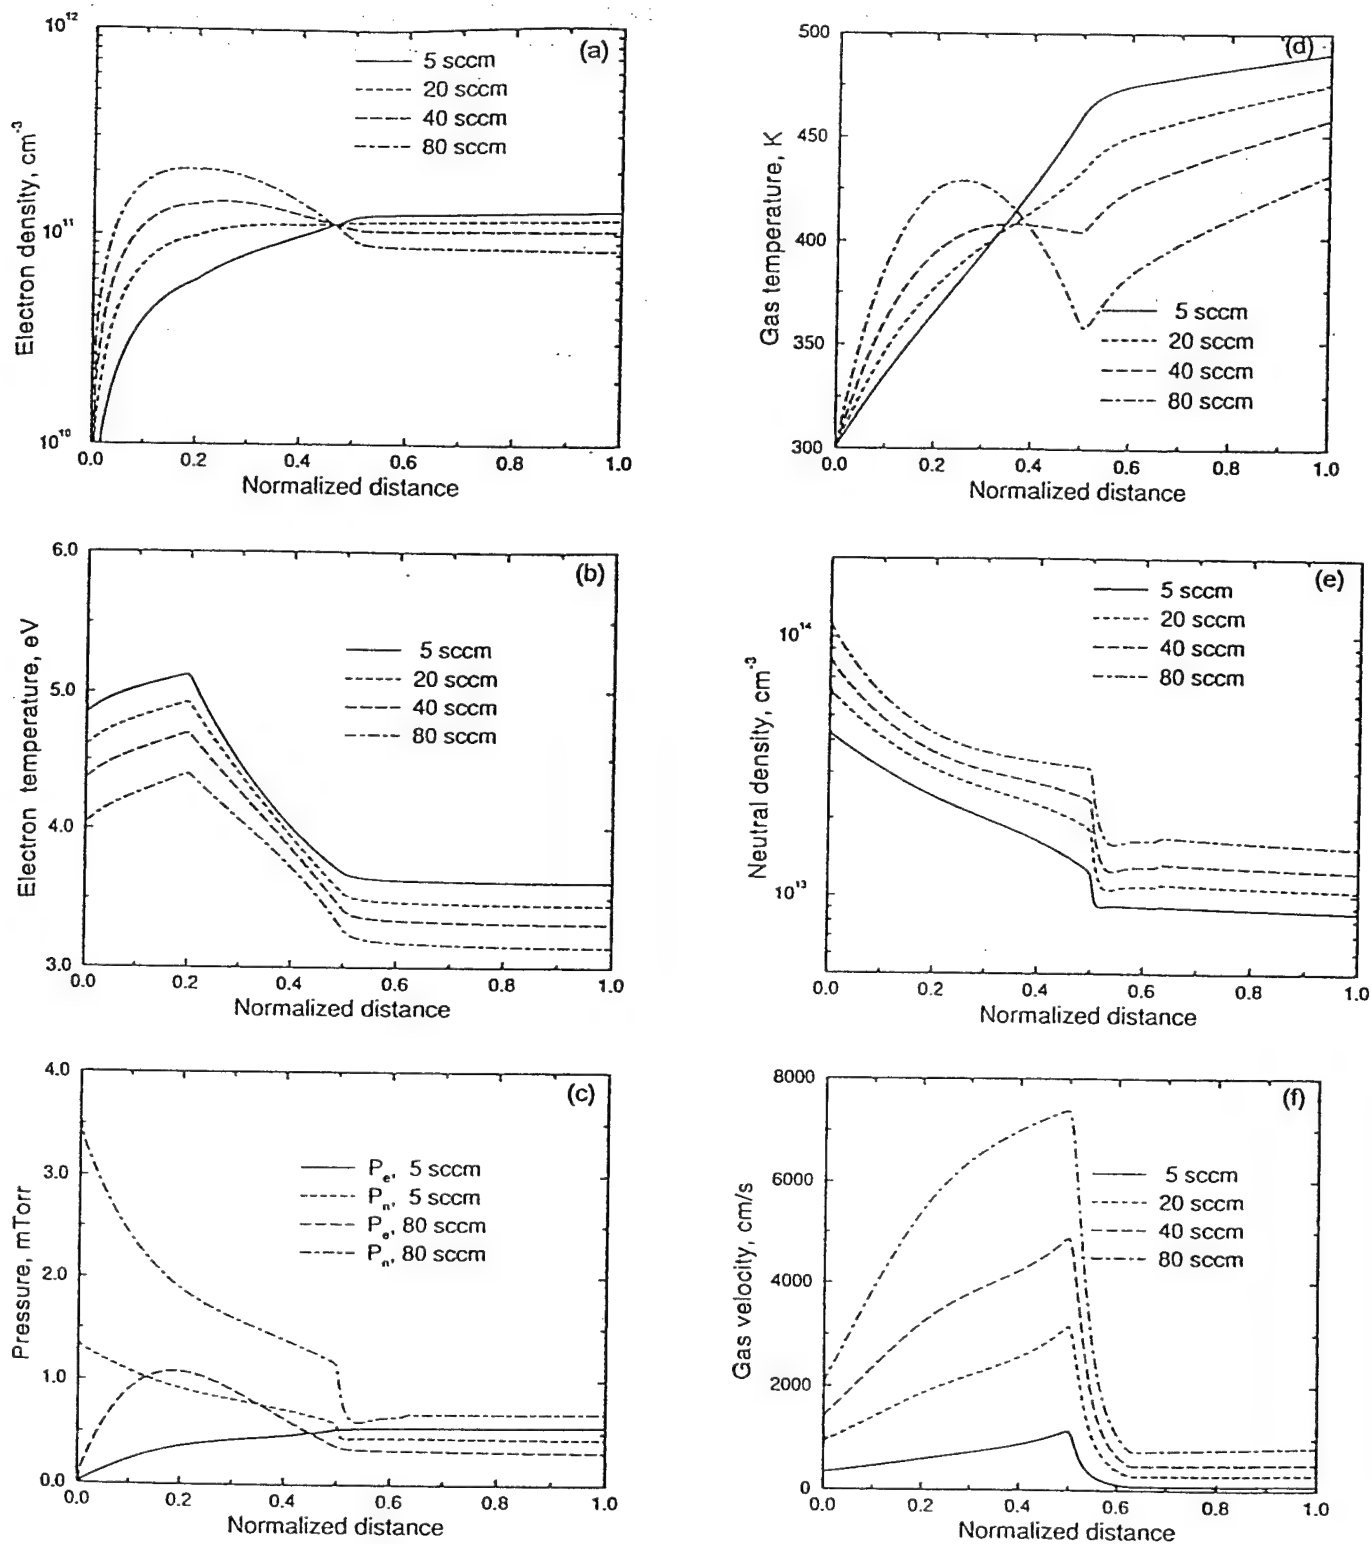 (a)
10^12
10^11
10^10
Electron density, cm^-3
5 sccm
20 sccm
40 sccm
80 sccm
0.0 0.2 0.4 0.6 0.8 1.0
Normalized distance
(b)
6.0
5.0
4.0
3.0
Electron temperature, eV
5 sccm
20 sccm
40 sccm
80 sccm
0.0 0.2 0.4 0.6 0.8 1.0
Normalized distance
(c)
4.0
3.0
2.0
1.0
0.0
Pressure, mTorr
P_e, 5 sccm
P_n, 5 sccm
P_e, 80 sccm
P_n, 80 sccm
0.0 0.2 0.4 0.6 0.8 1.0
Normalized distance
(d)
500
450
400
350
300
Gas temperature, K
5 sccm
20 sccm
40 sccm
80 sccm
0.0 0.2 0.4 0.6 0.8 1.0
Normalized distance
(e)
10^14
10^13
Neutral density, cm^-3
5 sccm
20 sccm
40 sccm
80 sccm
0.0 0.2 0.4 0.6 0.8 1.0
Normalized distance
(f)
8000
6000
4000
2000
0
Gas velocity, cm/s
5 sccm
20 sccm
40 sccm
80 sccm
0.0 0.2 0.4 0.6 0.8 1.0
Normalized distance